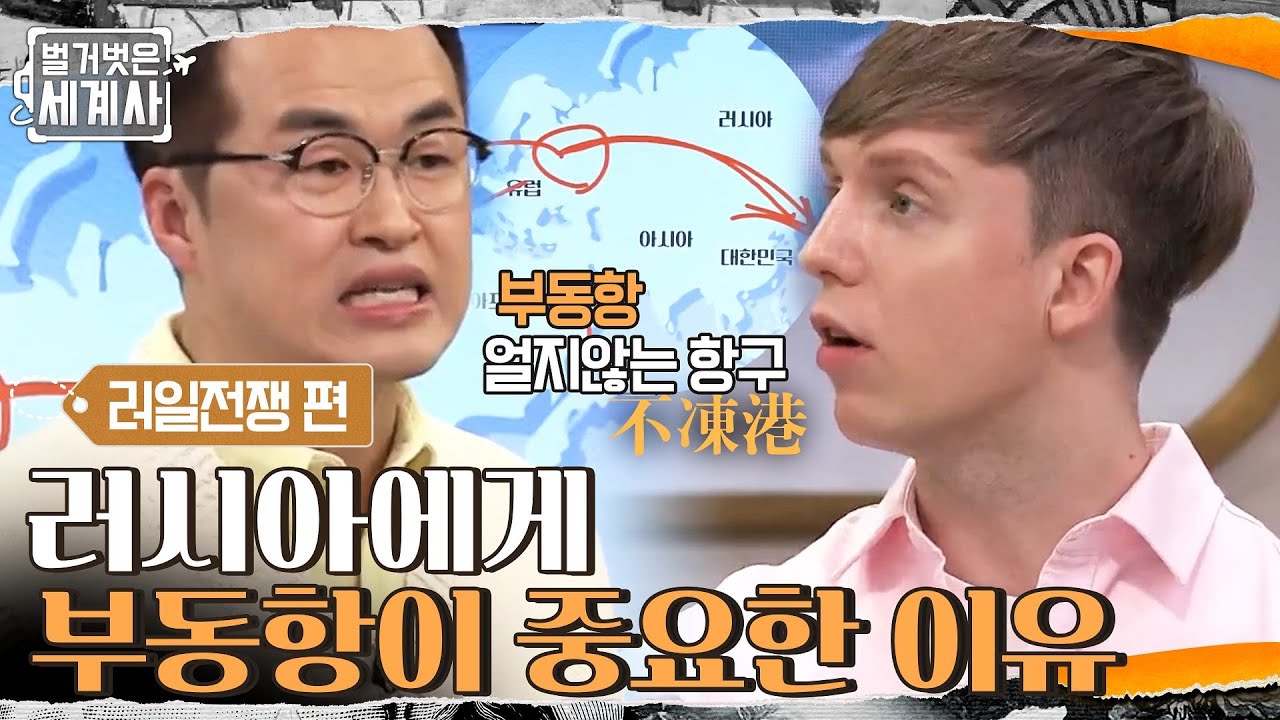 벌거벗은
세계사
러시아
유럽
아시아
대한민국
아프
부동항
얼지않는 항구
不凍港
러일전쟁 편
러시아에게
부동항이 중요한 이유